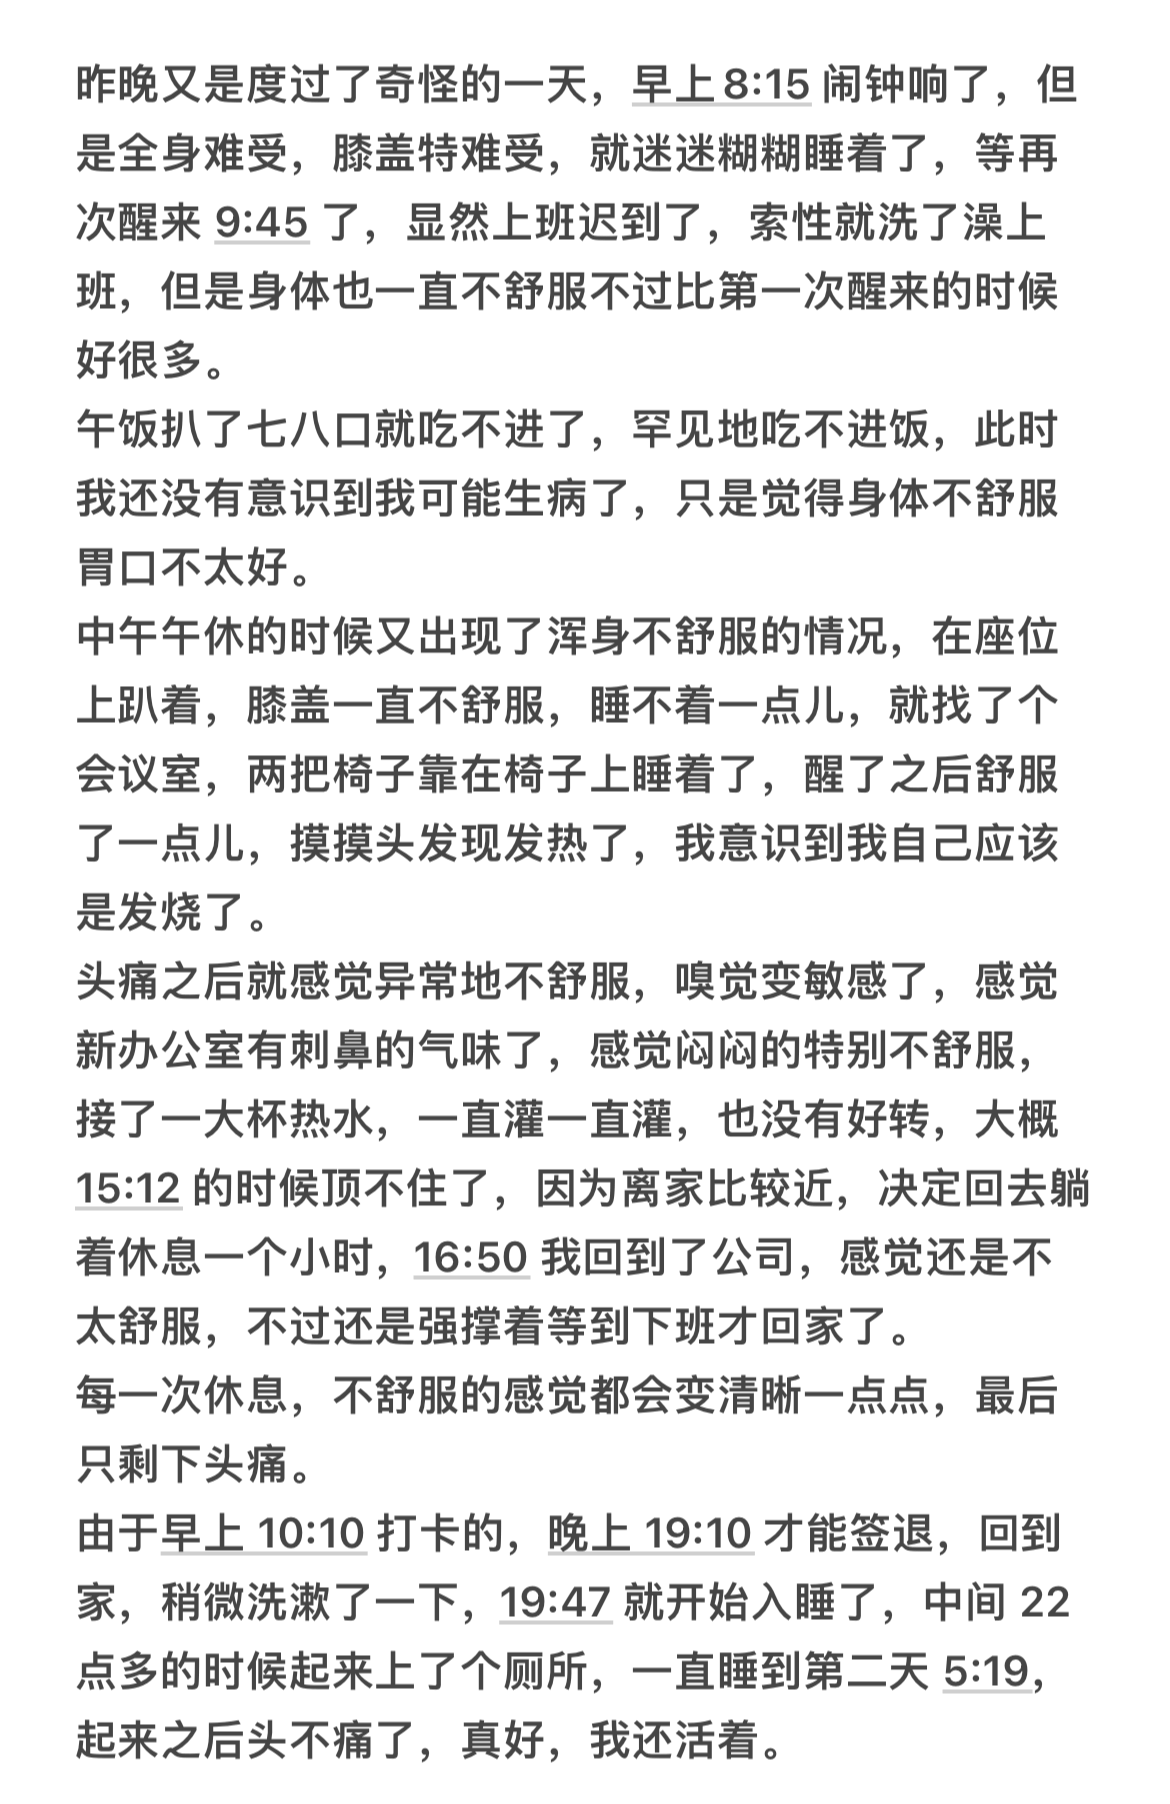 昨晚又是度过了奇怪的一天，早上8:15 闹钟响了，但
是全身难受，膝盖特难受，就迷迷糊糊睡着了，等再
次醒来 9:45 了，显然上班迟到了，索性就洗了澡上
班，但是身体也一直不舒服不过比第一次醒来的时候
好很多。
午饭扒了七八口就吃不进了，罕见地吃不进饭，此时
我还没有意识到我可能生病了，只是觉得身体不舒服
胃口不太好。
中午午休的时候又出现了浑身不舒服的情况，在座位
上趴着，膝盖一直不舒服，睡不着一点儿，就找了个
会议室，两把椅子靠在椅子上睡着了，醒了之后舒服
了一点儿，摸摸头发现发热了，我意识到我自己应该
是发烧了。
头痛之后就感觉异常地不舒服，嗅觉变敏感了，感觉
新办公室有刺鼻的气味了，感觉闷闷的特别不舒服，
接了一大杯热水，一直灌一直灌，也没有好转，大概
15:12 的时候顶不住了，因为离家比较近，决定回去躺
着休息一个小时，16:50 我回到了公司，感觉还是不
太舒服，不过还是强撑着等到下班才回家了。
每一次休息，不舒服的感觉都会变清晰一点点，最后
只剩下头痛。
由于早上 10:10 打卡的，晚上 19:10 才能签退，回到
家，稍微洗漱了一下，19:47 就开始入睡了，中间 22
点多的时候起来上了个厕所，一直睡到第二天 5:19，
起来之后头不痛了，真好，我还活着。